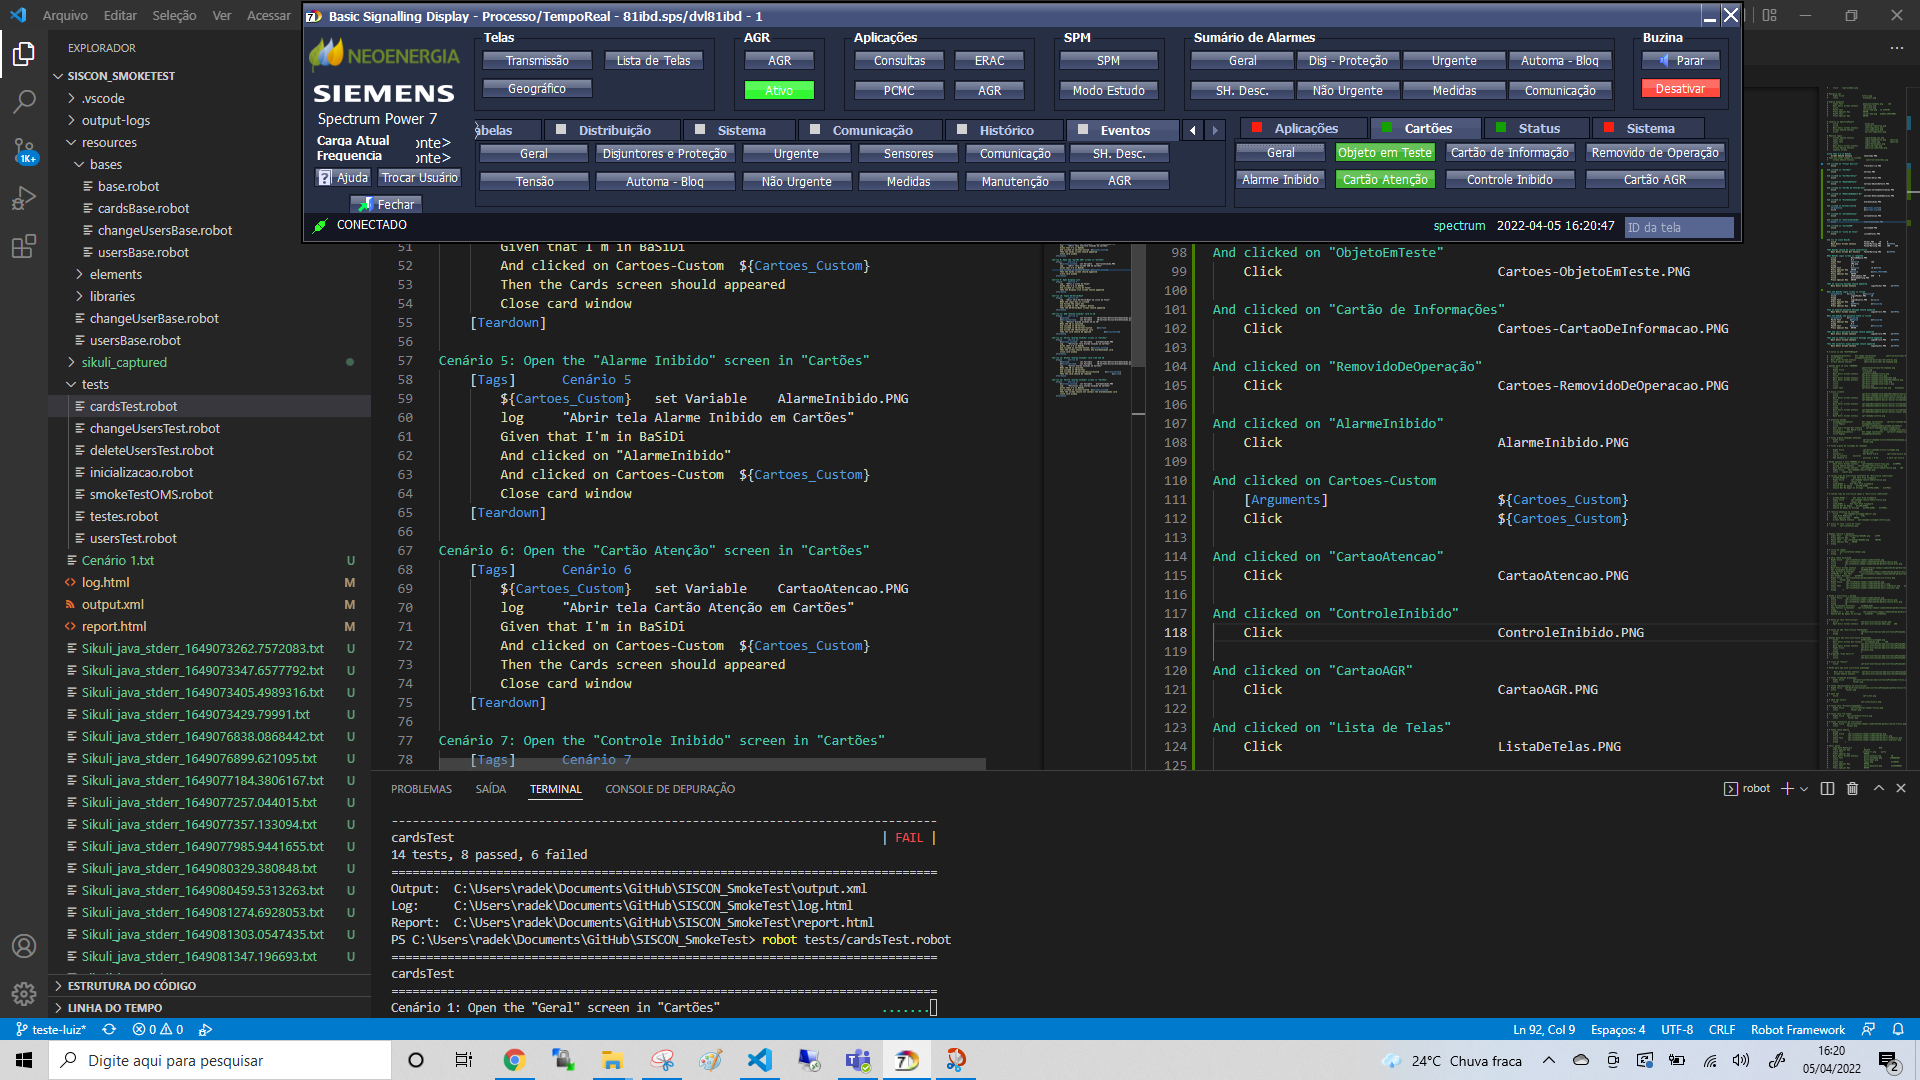 Arquivo Editar Seleção Ver Acessar
Basic Signalling Display - Processo/TempoReal - 81ibd.sps/dvl81ibd - 1
NEOENERGIA
SIEMENS
Spectrum Power 7
Carga Atual onte>
Frequencia onte>
Ajuda Trocar Usuário
Fechar
CONECTADO
Telas
Transmissão Lista de Telas
Geográfico
AGR
AGR
Ativo
Aplicações
Consultas ERAC
PCMC AGR
SPM
SPM
Modo Estudo
Sumário de Alarmes
Geral Disj - Proteção Urgente Automa - Bloq
SH. Desc. Não Urgente Medidas Comunicação
Buzina
Parar
Desativar
abelas Distribuição Sistema Comunicação Histórico Eventos
Geral Disjuntores e Proteção Urgente Sensores Comunicação SH. Desc.
Tensão Automa - Bloq Não Urgente Medidas Manutenção AGR
Aplicações Cartões Status Sistema
Geral Objeto em Teste Cartão de Informação Removido de Operação
Alarme Inibido Cartão Atenção Controle Inibido Cartão AGR
spectrum 2022-04-05 16:20:47 ID da tela
EXPLORADOR
SISCON_SMOKETEST
.vscode
output-logs
resources
bases
base.robot
cardsBase.robot
changeUsersBase.robot
usersBase.robot
elements
libraries
changeUserBase.robot
usersBase.robot
sikuli_captured
tests
cardsTest.robot
changeUsersTest.robot
deleteUsersTest.robot
inicializacao.robot
smokeTestOMS.robot
testes.robot
usersTest.robot
Cenário 1.txt U
log.html M
output.xml M
report.html M
Sikuli_java_stderr_1649073262.7572083.txt U
Sikuli_java_stderr_1649073347.6577792.txt U
Sikuli_java_stderr_1649073405.4989316.txt U
Sikuli_java_stderr_1649073429.79991.txt U
Sikuli_java_stderr_1649076838.0868442.txt U
Sikuli_java_stderr_1649076899.621095.txt U
Sikuli_java_stderr_1649077184.3806167.txt U
Sikuli_java_stderr_1649077257.044015.txt U
Sikuli_java_stderr_1649077357.133094.txt U
Sikuli_java_stderr_1649077985.9441655.txt U
Sikuli_java_stderr_1649080329.380848.txt U
Sikuli_java_stderr_1649080459.5313263.txt U
Sikuli_java_stderr_1649081274.6928053.txt U
Sikuli_java_stderr_1649081303.0547435.txt U
Sikuli_java_stderr_1649081347.196693.txt U
ESTRUTURA DO CÓDIGO
LINHA DO TEMPO
1K+
51 Given that I'm in BaSiDi
52 And clicked on Cartoes-Custom ${Cartoes_Custom}
53 Then the Cards screen should appeared
54 Close card window
55 [Teardown]
56
57 Cenário 5: Open the "Alarme Inibido" screen in "Cartões"
58 [Tags] Cenário 5
59 ${Cartoes_Custom} set Variable AlarmeInibido.PNG
60 log "Abrir tela Alarme Inibido em Cartões"
61 Given that I'm in BaSiDi
62 And clicked on "AlarmeInibido"
63 And clicked on Cartoes-Custom ${Cartoes_Custom}
64 Close card window
65 [Teardown]
66
67 Cenário 6: Open the "Cartão Atenção" screen in "Cartões"
68 [Tags] Cenário 6
69 ${Cartoes_Custom} set Variable CartaoAtencao.PNG
70 log "Abrir tela Cartão Atenção em Cartões"
71 Given that I'm in BaSiDi
72 And clicked on Cartoes-Custom ${Cartoes_Custom}
73 Then the Cards screen should appeared
74 Close card window
75 [Teardown]
76
77 Cenário 7: Open the "Controle Inibido" screen in "Cartões"
78 [Tags] Cenário 7
98 And clicked on "ObjetoEmTeste"
99 Click Cartoes-ObjetoEmTeste.PNG
100
101 And clicked on "Cartão de Informações"
102 Click Cartoes-CartaoDeInformacao.PNG
103
104 And clicked on "RemovidoDeOperação"
105 Click Cartoes-RemovidoDeOperacao.PNG
106
107 And clicked on "AlarmeInibido"
108 Click AlarmeInibido.PNG
109
110 And clicked on Cartoes-Custom
111 [Arguments] ${Cartoes_Custom}
112 Click ${Cartoes_Custom}
113
114 And clicked on "CartaoAtencao"
115 Click CartaoAtencao.PNG
116
117 And clicked on "ControleInibido"
118 Click ControleInibido.PNG
119
120 And clicked on "CartaoAGR"
121 Click CartaoAGR.PNG
122
123 And clicked on "Lista de Telas"
124 Click ListaDeTelas.PNG
125
PROBLEMAS SAÍDA TERMINAL CONSOLE DE DEPURAÇÃO
robot
------------------------------------------------------------------------------
cardsTest | FAIL |
14 tests, 8 passed, 6 failed
==============================================================================
Output: C:\Users\radek\Documents\GitHub\SISCON_SmokeTest\output.xml
Log: C:\Users\radek\Documents\GitHub\SISCON_SmokeTest\log.html
Report: C:\Users\radek\Documents\GitHub\SISCON_SmokeTest\report.html
PS C:\Users\radek\Documents\GitHub\SISCON_SmokeTest> robot tests/cardsTest.robot
==============================================================================
cardsTest
==============================================================================
Cenário 1: Open the "Geral" screen in "Cartões" .......
teste-luiz* 0 0
Ln 92, Col 9 Espaços: 4 UTF-8 CRLF Robot Framework
Digite aqui para pesquisar
24°C Chuva fraca
16:20
05/04/2022
2